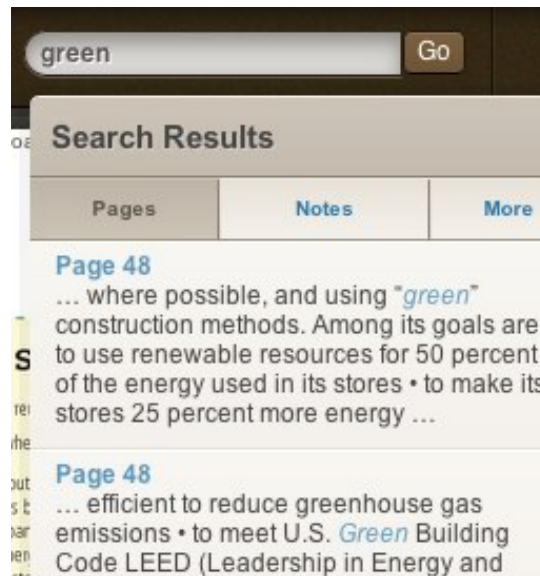 green
Go
Search Results
Pages
Notes
More
Page 48
… where possible, and using “green”
construction methods. Among its goals are
to use renewable resources for 50 percent
of the energy used in its stores • to make its
stores 25 percent more energy …
Page 48
… efficient to reduce greenhouse gas
emissions • to meet U.S. Green Building
Code LEED (Leadership in Energy and